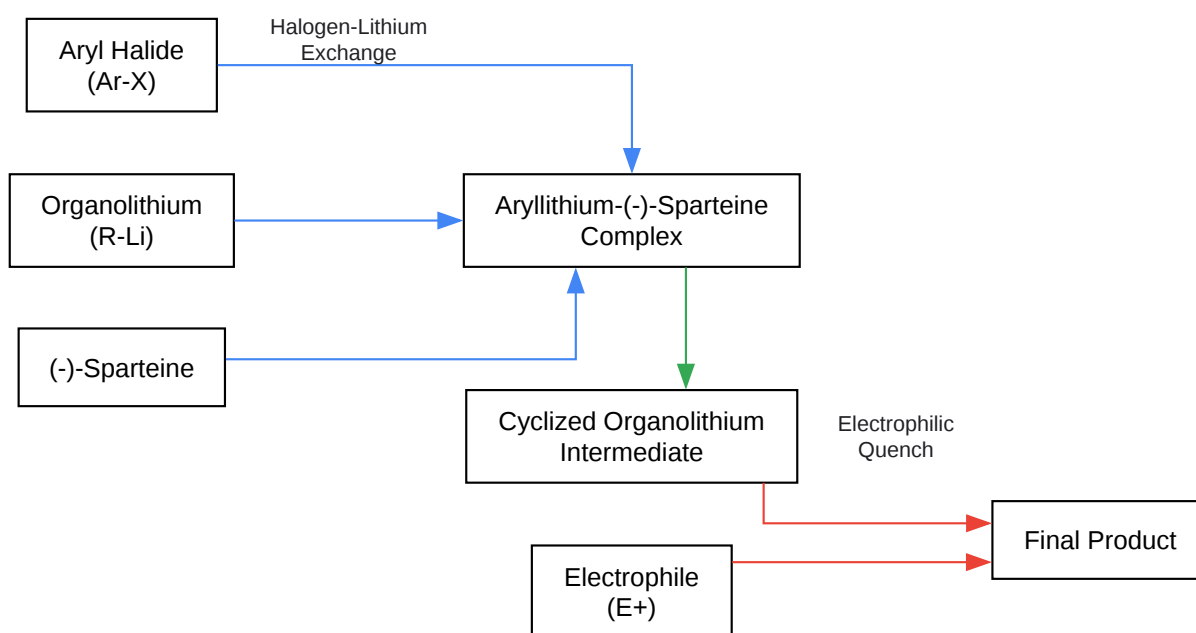 Aryl Halide
(Ar-X)
Halogen-Lithium
Exchange
Organolithium
(R-Li)
Aryllithium-(-)-Sparteine
Complex
(-)-Sparteine
Cyclized Organolithium
Intermediate
Electrophilic
Quench
Final Product
Electrophile
(E+)